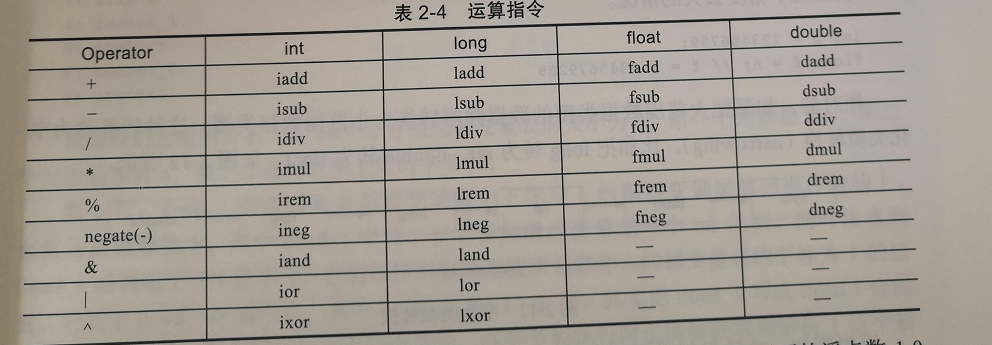 表 2-4 运算指令
Operator int long float double
+ iadd ladd fadd dadd
− isub lsub fsub dsub
/ idiv ldiv fdiv ddiv
* imul lmul fmul dmul
% irem lrem frem drem
negate(-) ineg lneg fneg dneg
& iand land — —
| ior lor — —
^ ixor lxor — —